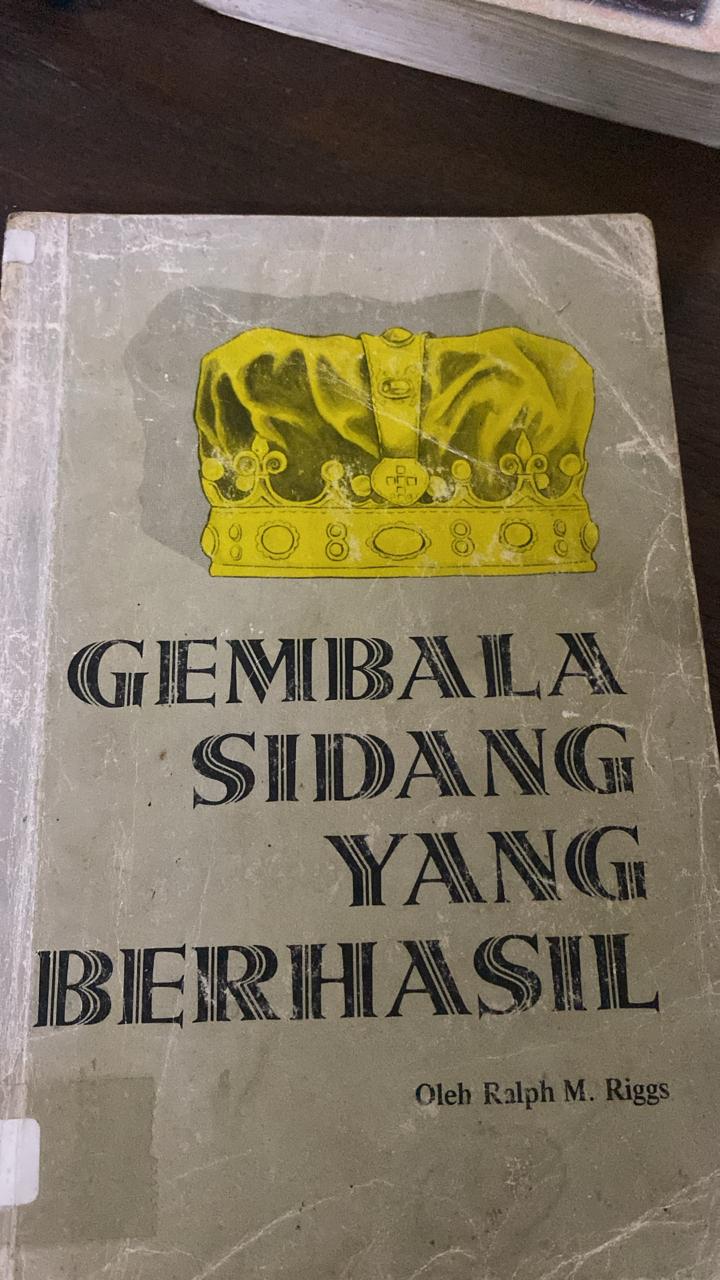 GEMBALA
SIDANG
YANG
BERHASIL
Oleh Ralph M. Riggs